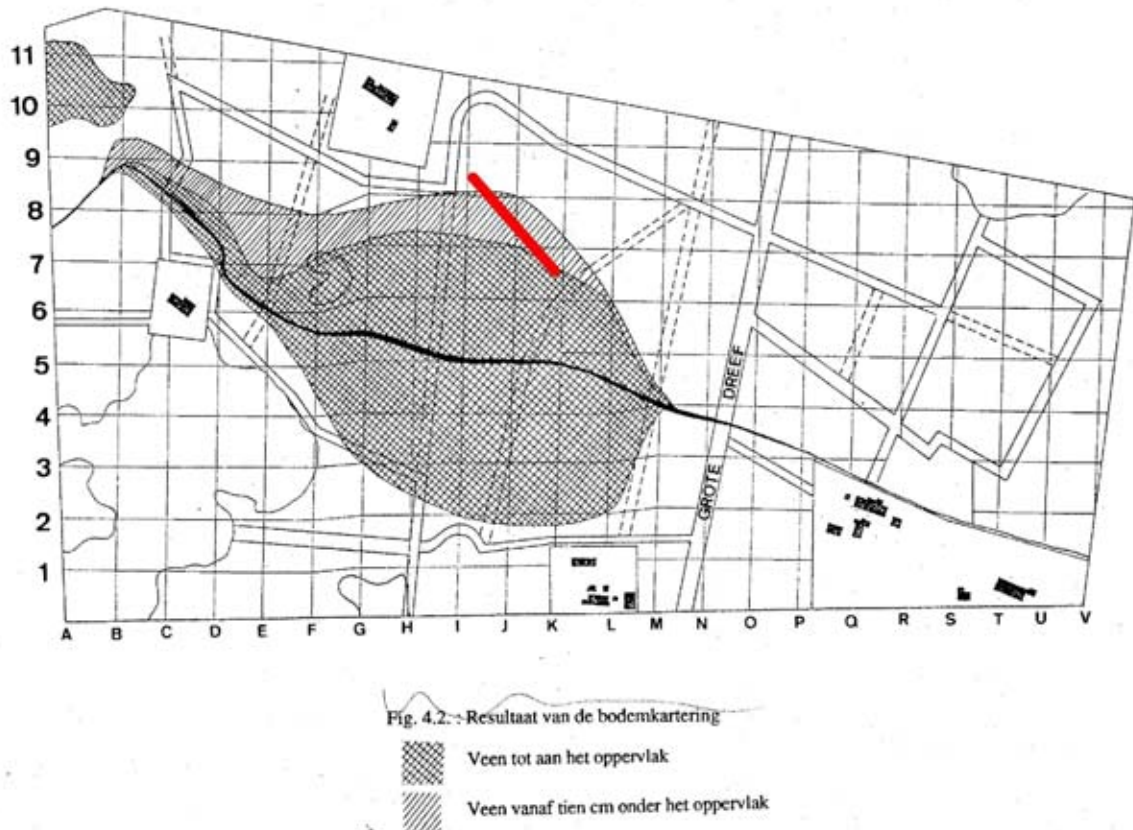 11
10
9
8
7
6
5
4
3
2
1
GROTE DREEF
A B C D E F G H I J K L M N O P Q R S T U V
Fig. 4.2. : Resultaat van de bodemkartering
Veen tot aan het oppervlak
Veen vanaf tien cm onder het oppervlak